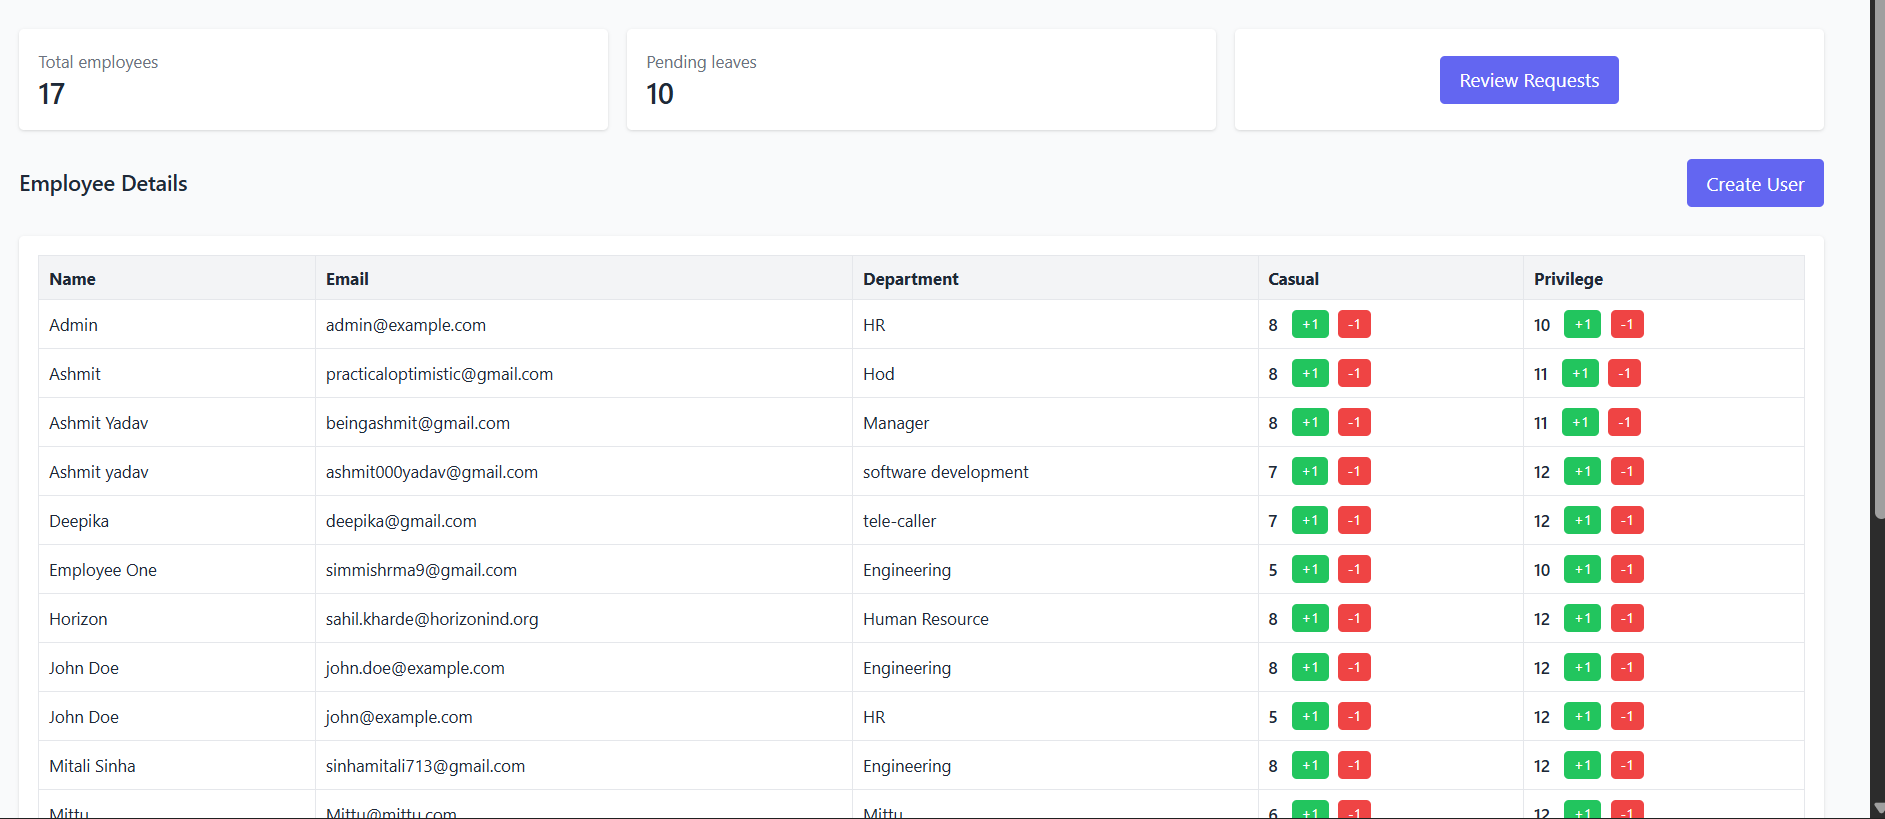 Total employees
17
Pending leaves
10
Review Requests
Employee Details
Create User
Name Email Department Casual Privilege
Admin admin@example.com HR 8 +1 -1 10 +1 -1
Ashmit practicaloptimistic@gmail.com Hod 8 +1 -1 11 +1 -1
Ashmit Yadav beingashmit@gmail.com Manager 8 +1 -1 11 +1 -1
Ashmit yadav ashmit000yadav@gmail.com software development 7 +1 -1 12 +1 -1
Deepika deepika@gmail.com tele-caller 7 +1 -1 12 +1 -1
Employee One simmishrma9@gmail.com Engineering 5 +1 -1 10 +1 -1
Horizon sahil.kharde@horizonind.org Human Resource 8 +1 -1 12 +1 -1
John Doe john.doe@example.com Engineering 8 +1 -1 12 +1 -1
John Doe john@example.com HR 5 +1 -1 12 +1 -1
Mitali Sinha sinhamitali713@gmail.com Engineering 8 +1 -1 12 +1 -1
Mittu Mittu@mittu.com Mittu 6 +1 -1 12 +1 -1